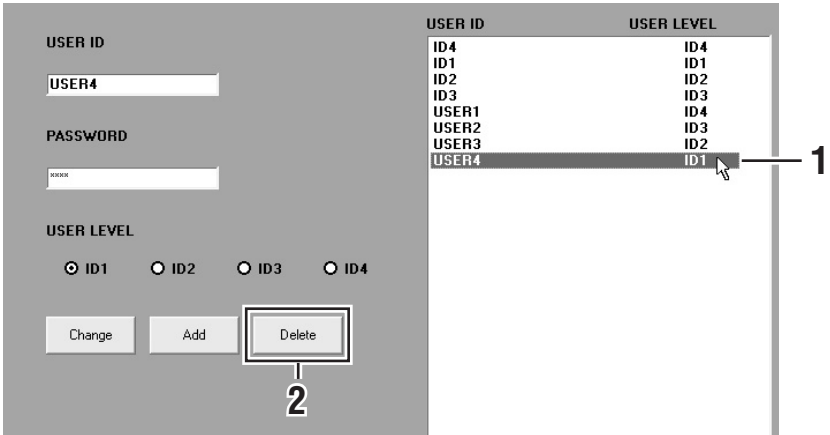 USER ID
USER4
PASSWORD
****
USER LEVEL
ID1 ID2 ID3 ID4
Change Add Delete
2
USER ID USER LEVEL
ID4 ID4
ID1 ID1
ID2 ID2
ID3 ID3
USER1 ID4
USER2 ID3
USER3 ID2
USER4 ID1
1